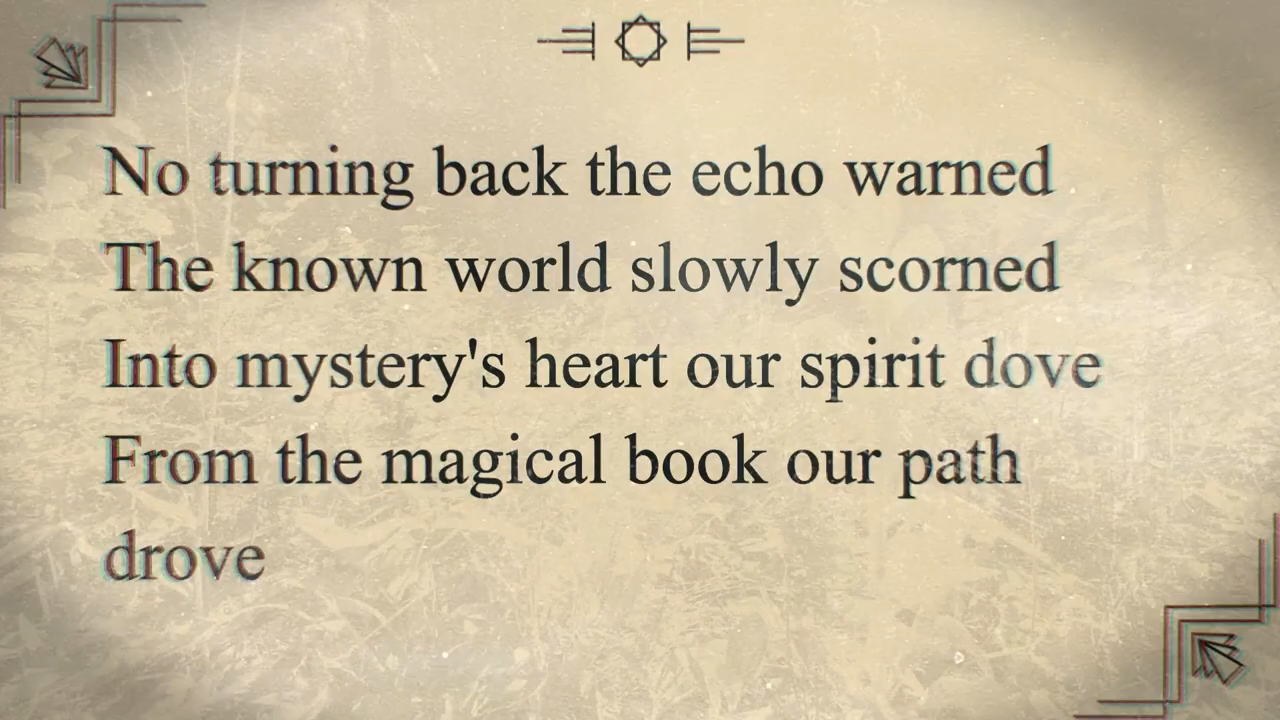 No turning back the echo warned
The known world slowly scorned
Into mystery's heart our spirit dove
From the magical book our path
drove